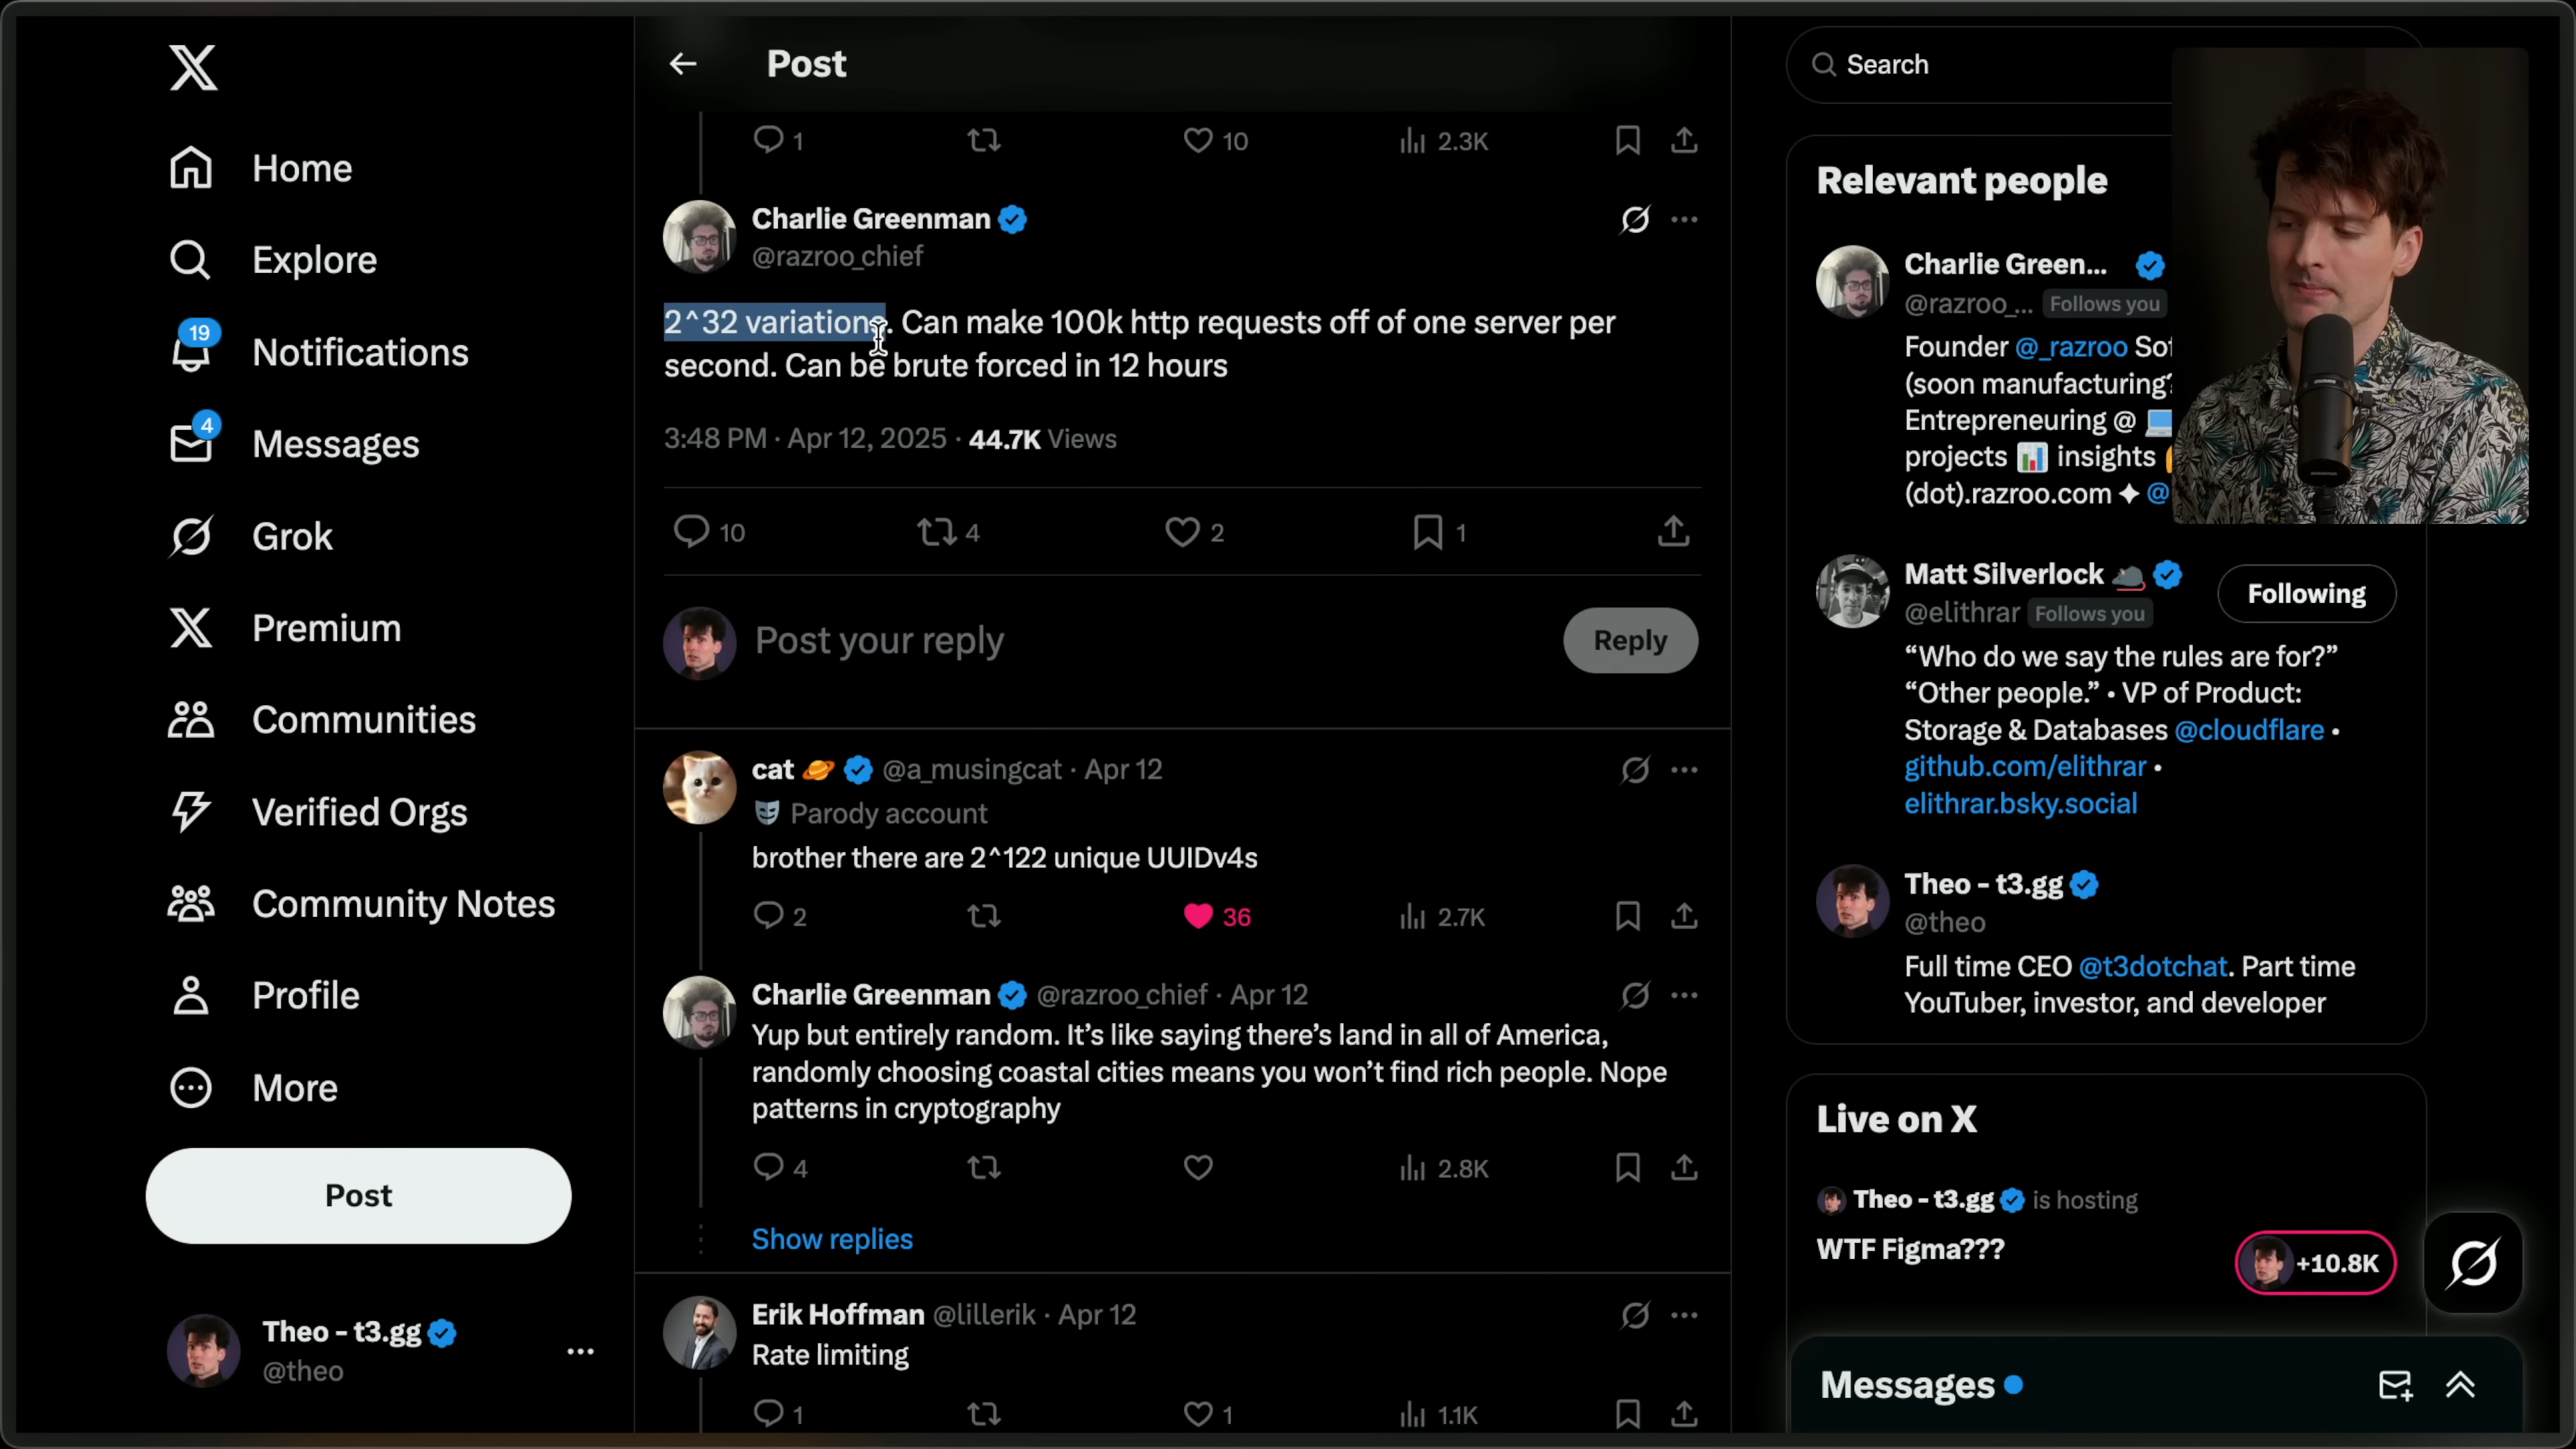 Home
Explore
19
Notifications
4
Messages
Grok
Premium
Communities
Verified Orgs
Community Notes
Profile
More
Post
Theo - t3.gg
@theo
Post
1
10
2.3K
Charlie Greenman
@razroo_chief
2^32 variations. Can make 100k http requests off of one server per
second. Can be brute forced in 12 hours
3:48 PM · Apr 12, 2025 · 44.7K Views
10
4
2
1
Post your reply
Reply
cat 🪐 @a_musingcat · Apr 12
Parody account
brother there are 2^122 unique UUIDv4s
2
36
2.7K
Charlie Greenman @razroo_chief · Apr 12
Yup but entirely random. It's like saying there's land in all of America,
randomly choosing coastal cities means you won't find rich people. Nope
patterns in cryptography
4
2.8K
Show replies
Erik Hoffman @lillerik · Apr 12
Rate limiting
1
1
1.1K
Search
Relevant people
Charlie Green...
@razroo_... Follows you
Founder @_razroo
(soon manufacturing?
Entrepreneuring @ 💻
projects 📊 insights
(dot).razroo.com ✦ @
Matt Silverlock
@elithrar Follows you
Following
“Who do we say the rules are for?”
“Other people.” • VP of Product:
Storage & Databases @cloudflare •
github.com/elithrar •
elithrar.bsky.social
Theo - t3.gg
@theo
Full time CEO @t3dotchat. Part time
YouTuber, investor, and developer
Live on X
Theo - t3.gg is hosting
WTF Figma???
+10.8K
Messages